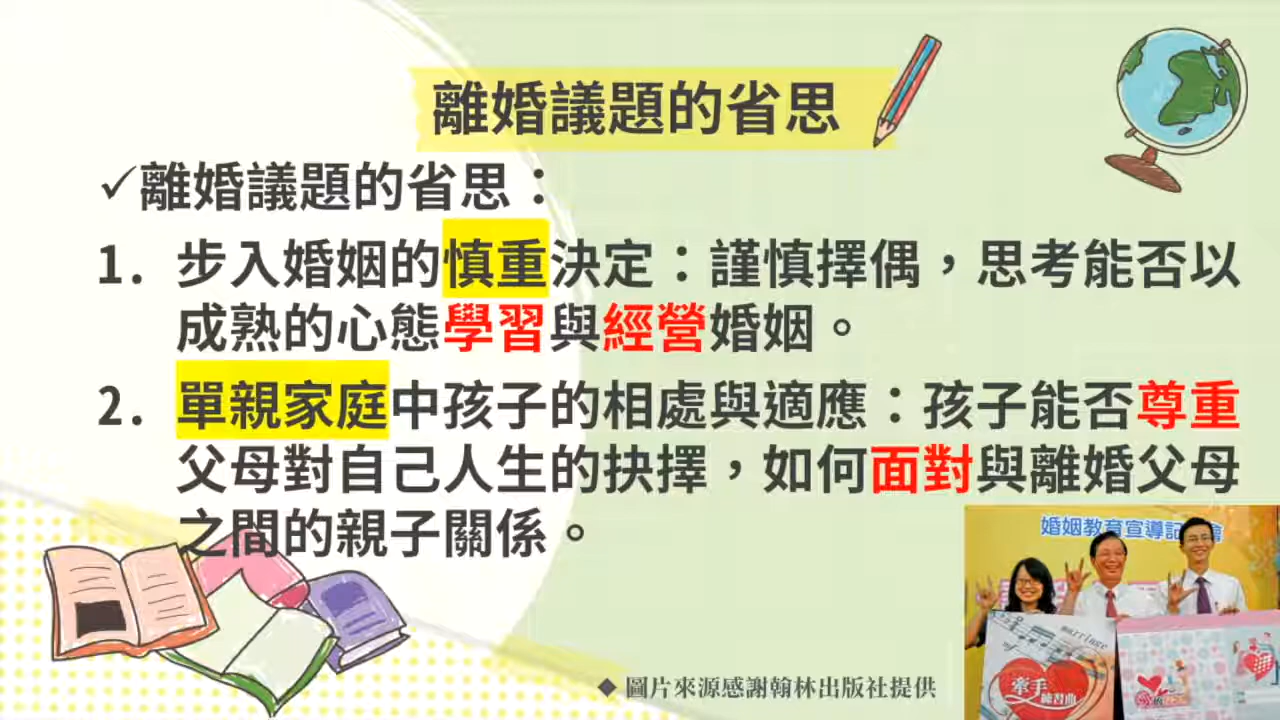 離婚議題的省思
✓離婚議題的省思：
1. 步入婚姻的慎重決定：謹慎擇偶，思考能否以
成熟的心態學習與經營婚姻。
2. 單親家庭中孩子的相處與適應：孩子能否尊重
父母對自己人生的抉擇，如何面對與離婚父母
之間的親子關係。
婚姻教育宣導記 會
marriage
牽手
練習曲
◆ 圖片來源感謝翰林出版社提供